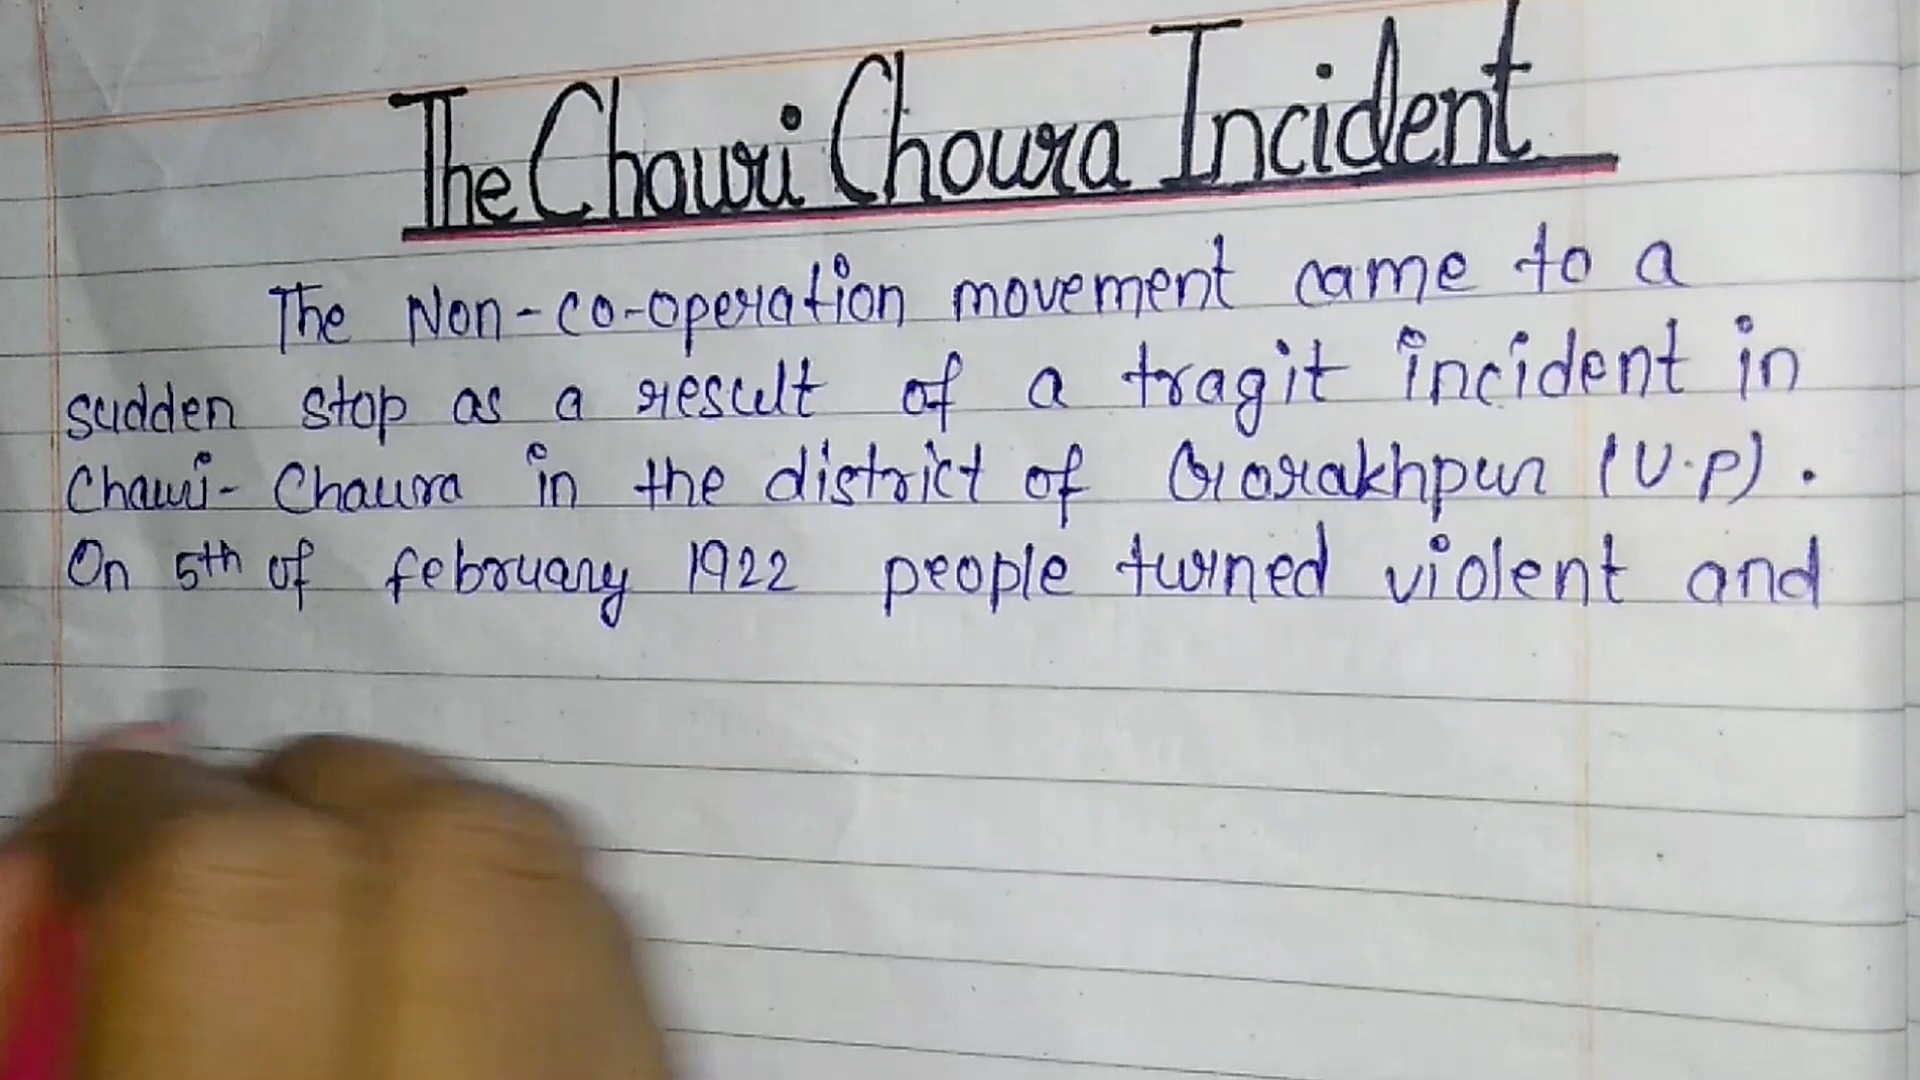 The Chauri Choura Incident
The Non-co-operation movement came to a
sudden stop as a result of a tragit incident in
Chauri- Chaura in the district of Gorakhpur (U.P).
On 5th of february 1922 people turned violent and